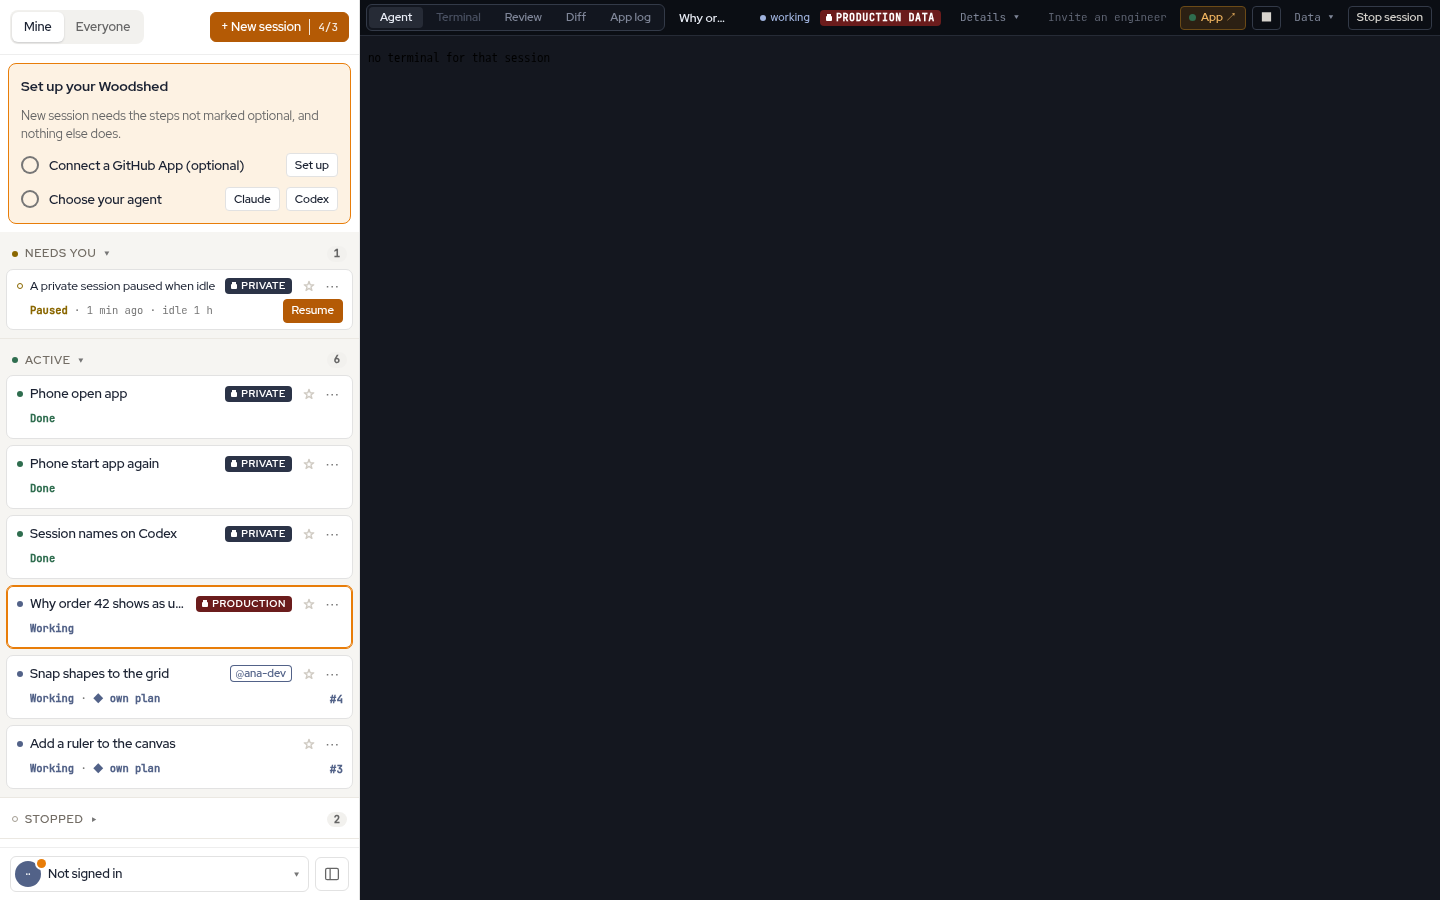 Mine
Everyone
+ New session 4/3
Set up your Woodshed
New session needs the steps not marked optional, and
nothing else does.
Connect a GitHub App (optional)
Set up
Choose your agent
Claude
Codex
NEEDS YOU
1
A private session paused when idle
PRIVATE
Paused · 1 min ago · idle 1 h
Resume
ACTIVE
6
Phone open app
PRIVATE
Done
Phone start app again
PRIVATE
Done
Session names on Codex
PRIVATE
Done
Why order 42 shows as u...
PRODUCTION
Working
Snap shapes to the grid
@ana-dev
Working · ◆ own plan
#4
Add a ruler to the canvas
Working · ◆ own plan
#3
STOPPED
2
Not signed in
Agent
Terminal
Review
Diff
App log
Why or...
working
PRODUCTION DATA
Details
Invite an engineer
App ↗
Data
Stop session
no terminal for that session